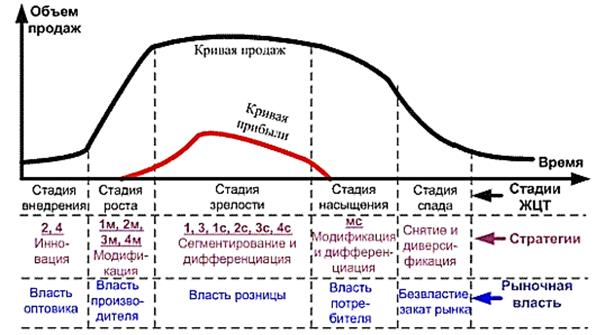 Объем
продаж
Кривая продаж
Кривая
прибыли
Время
Стадия
внедрения
Стадия
роста
Стадия
зрелости
Стадия
насыщения
Стадия
спада
Стадии
ЖЦТ
2, 4
Инно-
вация
1м, 2м,
3м, 4м
Модифи-
кация
1, 3, 1с, 2с, 3с, 4с
Сегментирование и
дифференциация
мс
Модификация
и дифферен-
циация
Снятие и
диверси-
фикация
Стратегии
Власть
оптовика
Власть
произво-
дителя
Власть розницы
Власть
потре-
бителя
Безвластие
закат рынка
Рыночная
власть